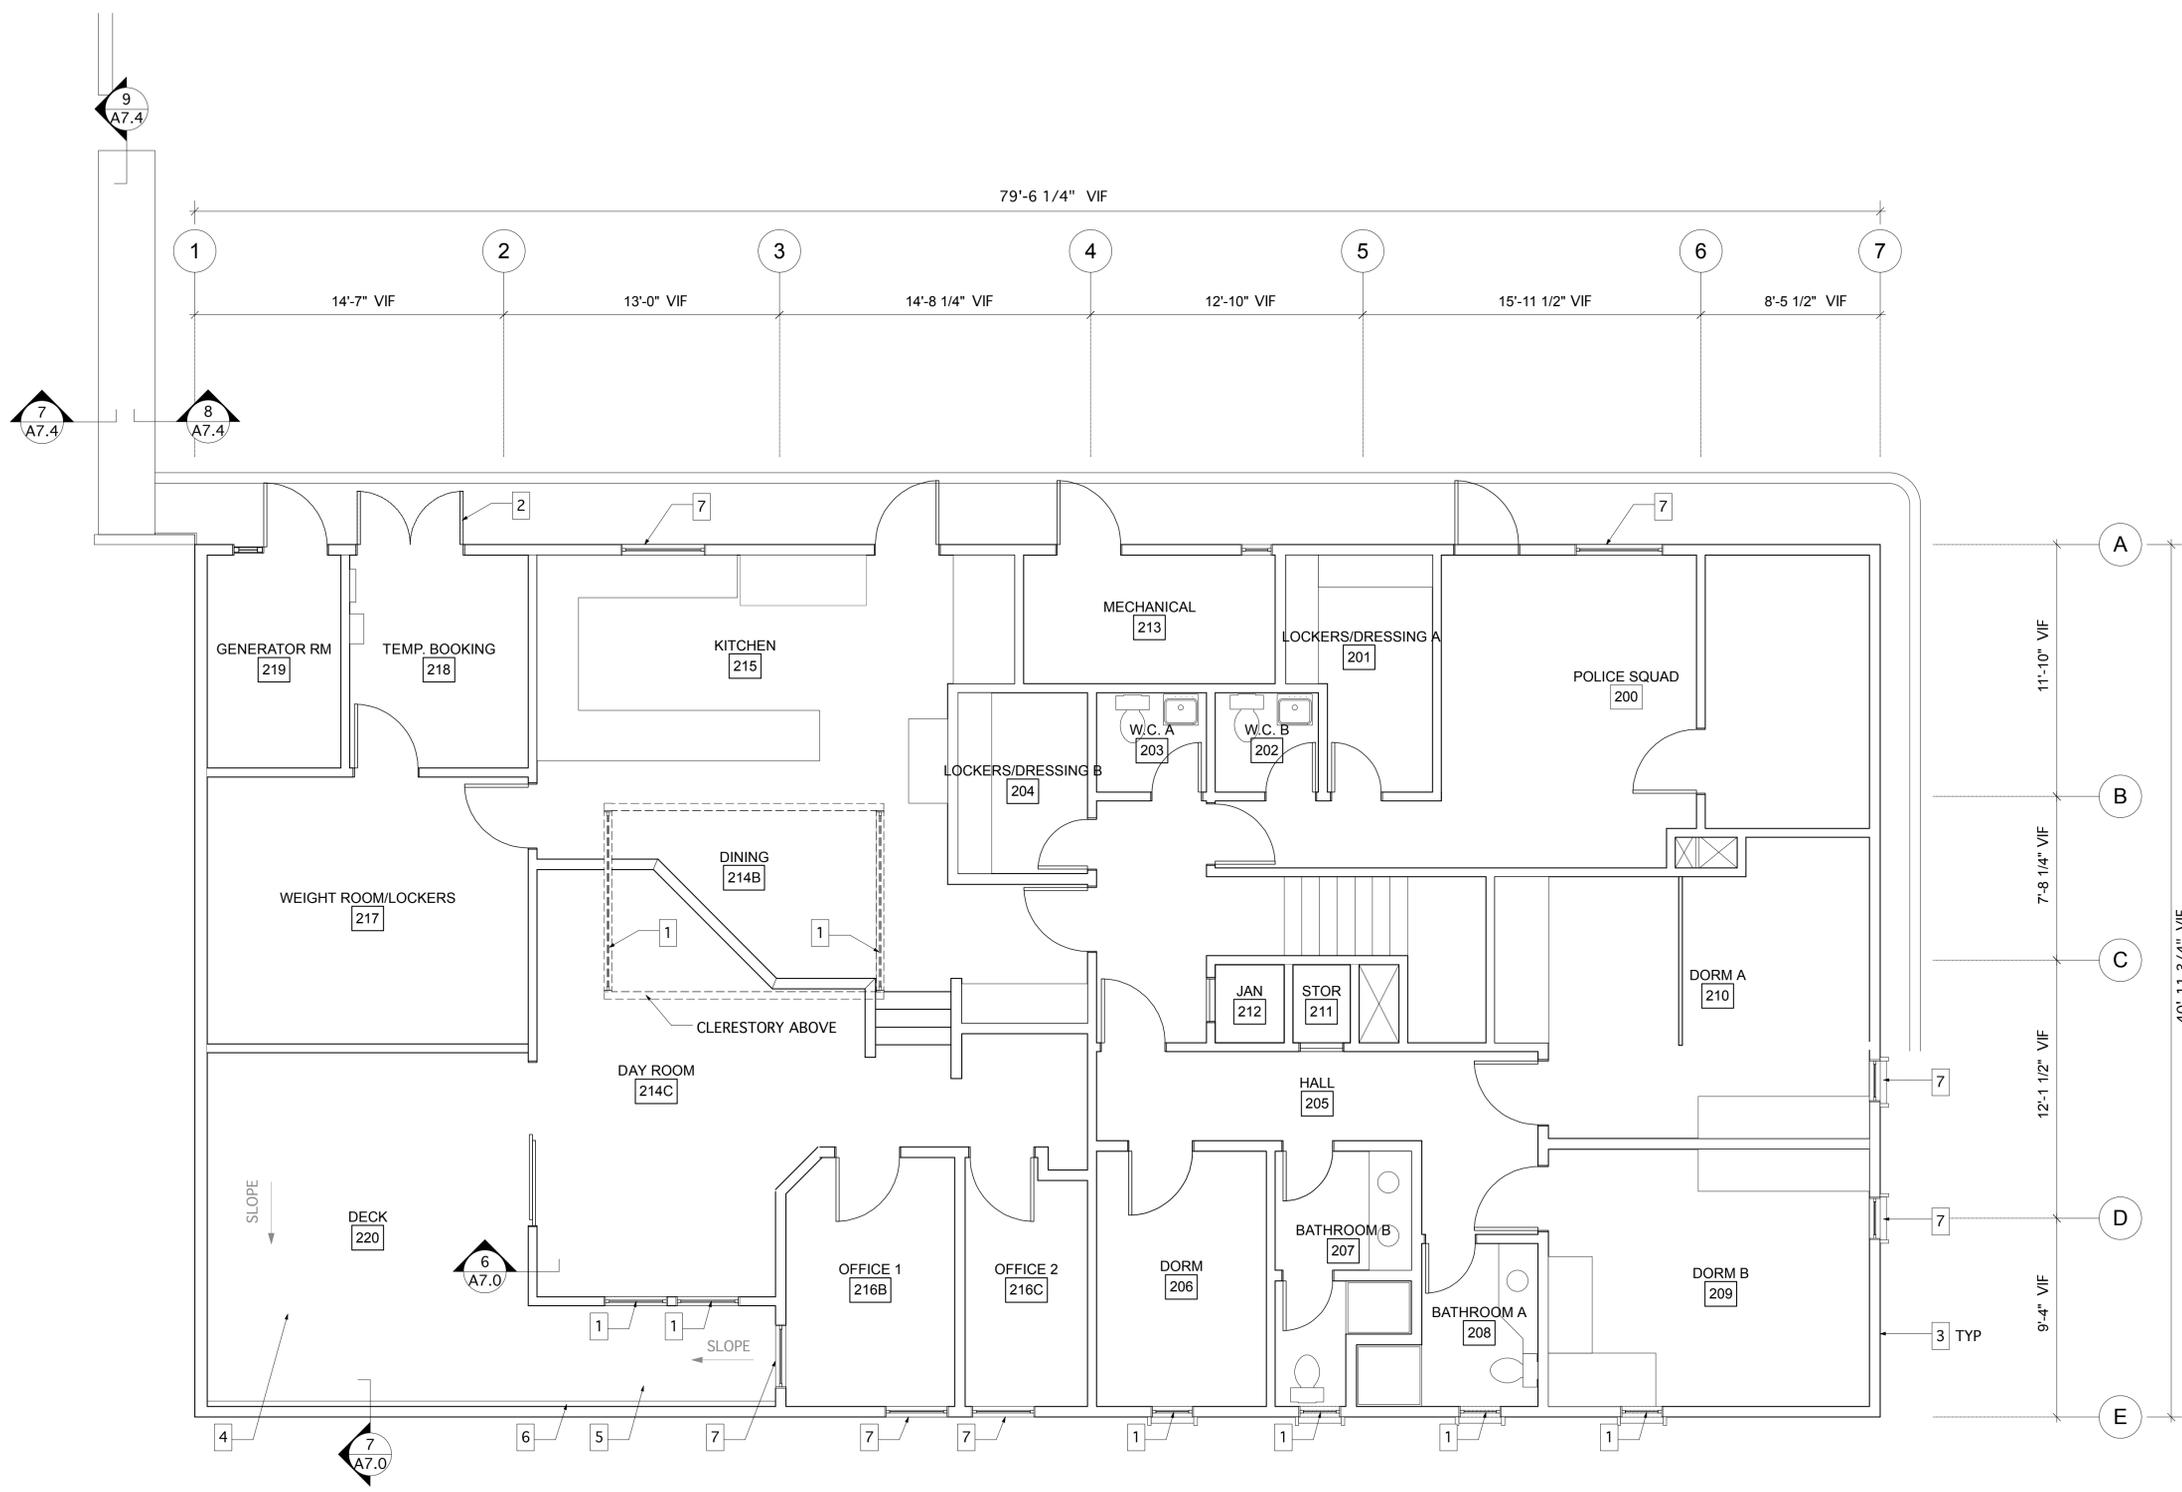 9
A7.4
79'-6 1/4" VIF
1
2
3
4
5
6
7
14'-7" VIF
13'-0" VIF
14'-8 1/4" VIF
12'-10" VIF
15'-11 1/2" VIF
8'-5 1/2" VIF
7
A7.4
8
A7.4
2
7
7
A
MECHANICAL
213
LOCKERS/DRESSING A
201
GENERATOR RM
219
TEMP. BOOKING
218
KITCHEN
215
POLICE SQUAD
200
11'-10" VIF
W.C. A
203
W.C. B
202
LOCKERS/DRESSING B
204
B
DINING
214B
7'-8 1/4" VIF
WEIGHT ROOM/LOCKERS
217
1
1
C
DORM A
210
JAN
212
STOR
211
40'-11 3/4" VIF
CLERESTORY ABOVE
DAY ROOM
214C
HALL
205
7
12'-1 1/2" VIF
SLOPE
DECK
220
BATHROOM B
207
7
D
6
A7.0
OFFICE 1
216B
OFFICE 2
216C
DORM
206
DORM B
209
BATHROOM A
208
1
1
SLOPE
3 TYP
9'-4" VIF
E
4
6
5
7
7
7
1
1
1
1
7
A7.0